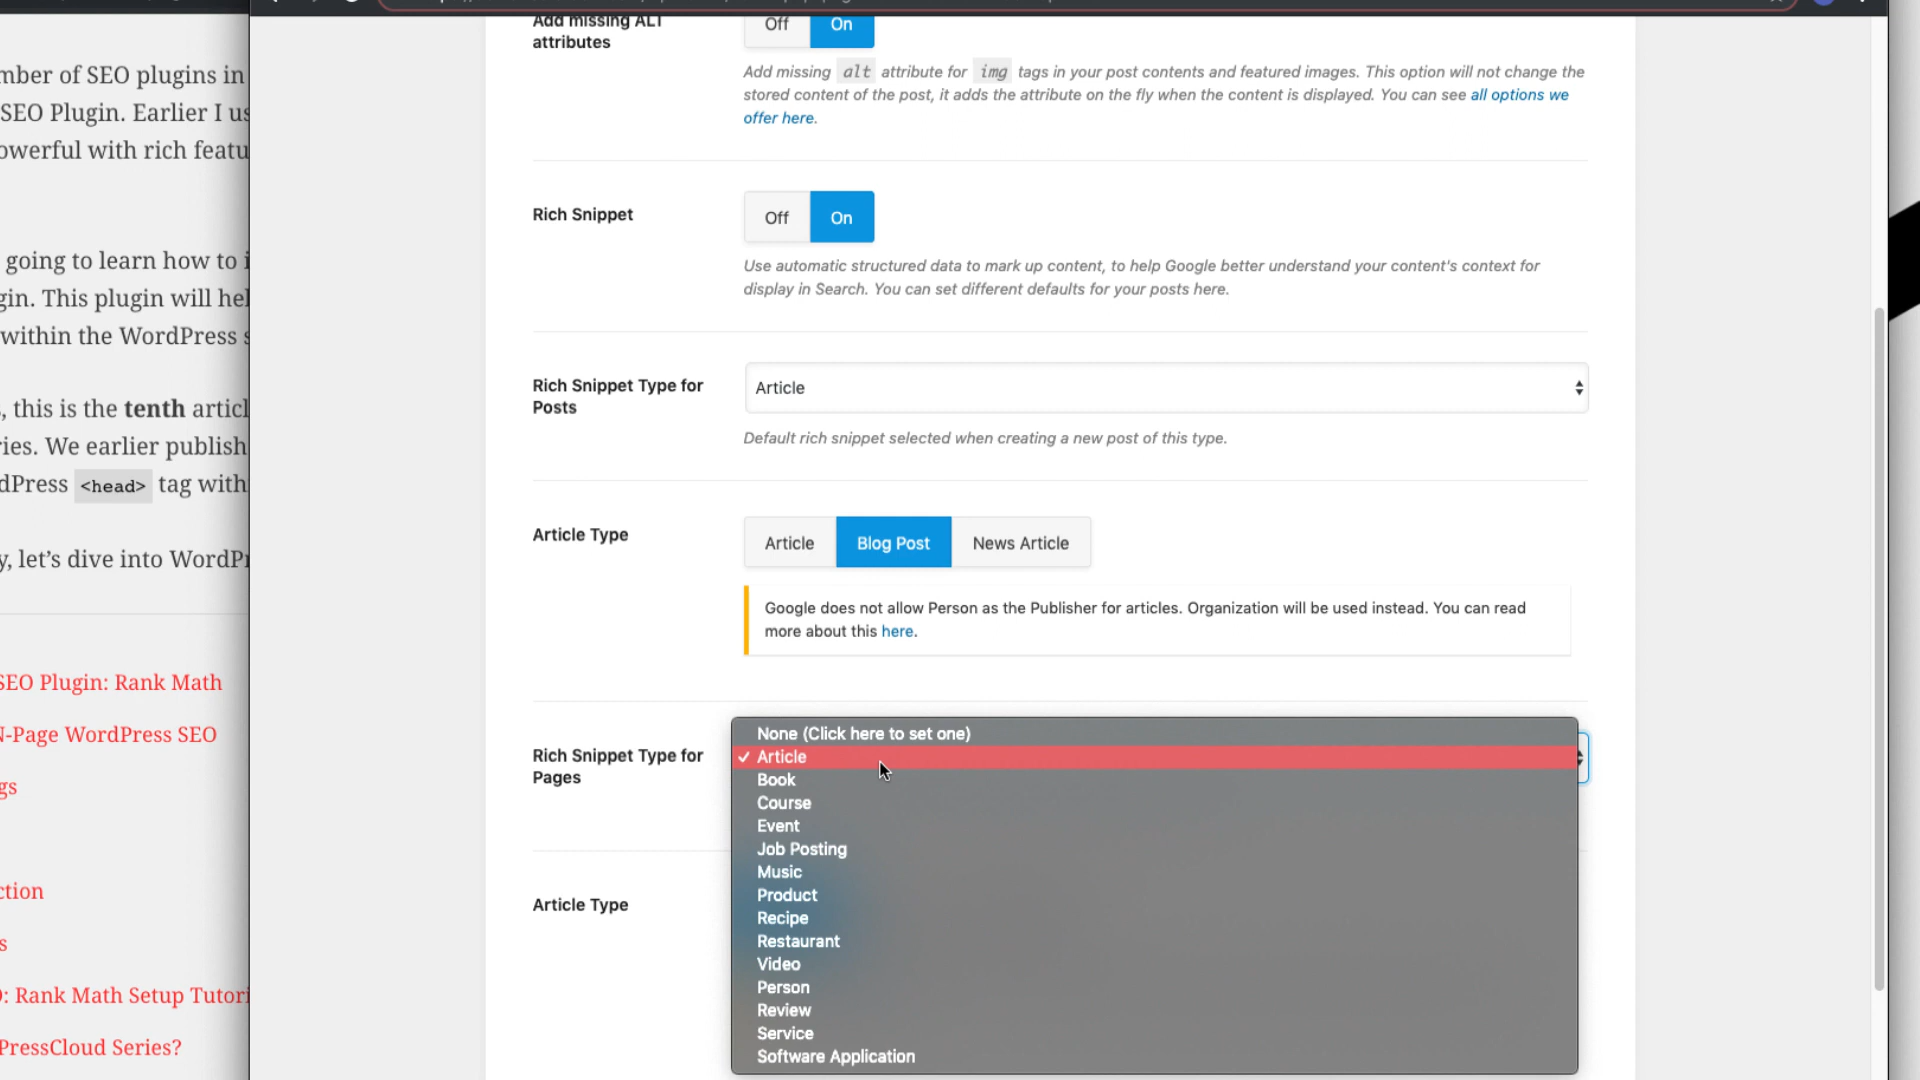 mber of SEO plugins in
SEO Plugin. Earlier I us
owerful with rich featu
going to learn how to i
gin. This plugin will hel
within the WordPress s
, this is the tenth articl
ries. We earlier publish
dPress <head> tag with
y, let's dive into WordPr
SEO Plugin: Rank Math
N-Page WordPress SEO
gs
ction
s
): Rank Math Setup Tutori
PressCloud Series?
Add missing ALT
attributes
Off On
Add missing alt attribute for img tags in your post contents and featured images. This option will not change the
stored content of the post, it adds the attribute on the fly when the content is displayed. You can see all options we
offer here.
Rich Snippet
Off On
Use automatic structured data to mark up content, to help Google better understand your content's context for
display in Search. You can set different defaults for your posts here.
Rich Snippet Type for
Posts
Article
Default rich snippet selected when creating a new post of this type.
Article Type
Article Blog Post News Article
Google does not allow Person as the Publisher for articles. Organization will be used instead. You can read
more about this here.
Rich Snippet Type for
Pages
None (Click here to set one)
✓ Article
Book
Course
Event
Job Posting
Music
Product
Recipe
Restaurant
Video
Person
Review
Service
Software Application
Article Type